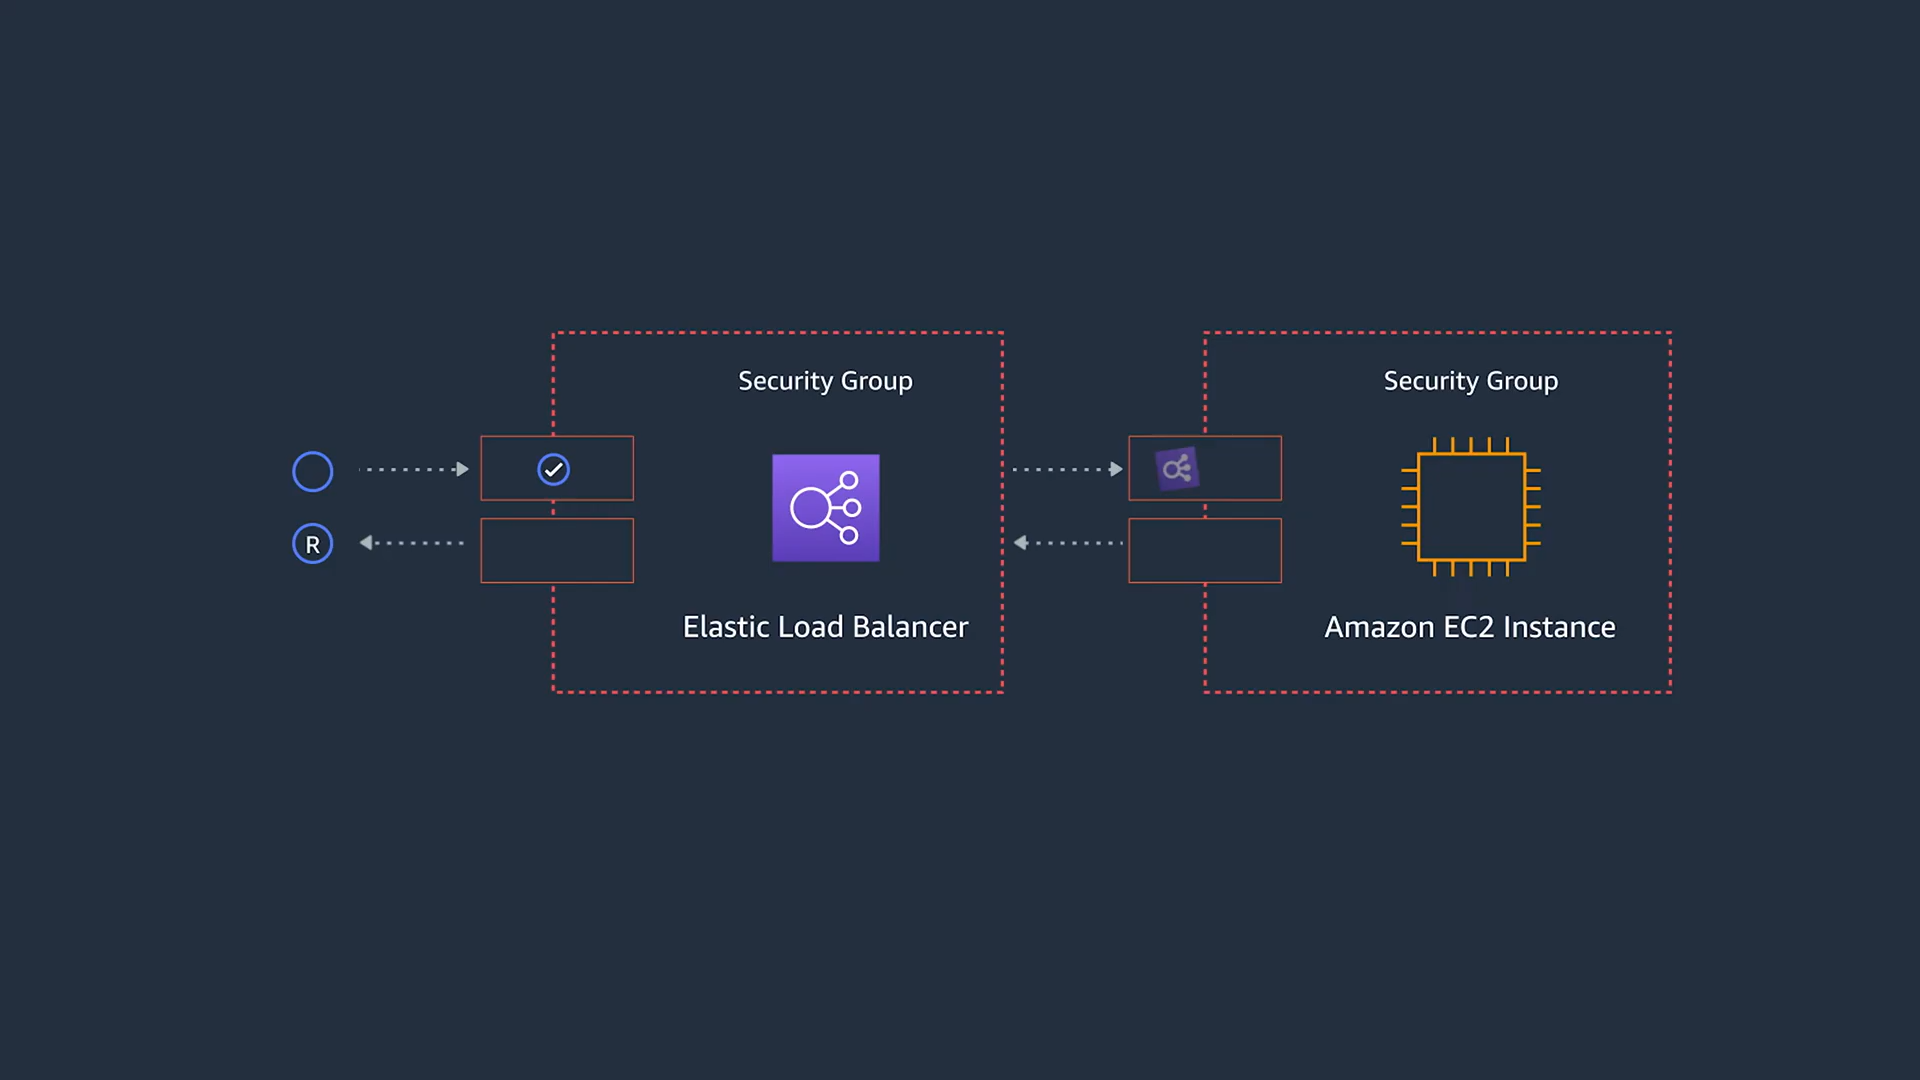 Security Group
Security Group
R
Elastic Load Balancer
Amazon EC2 Instance